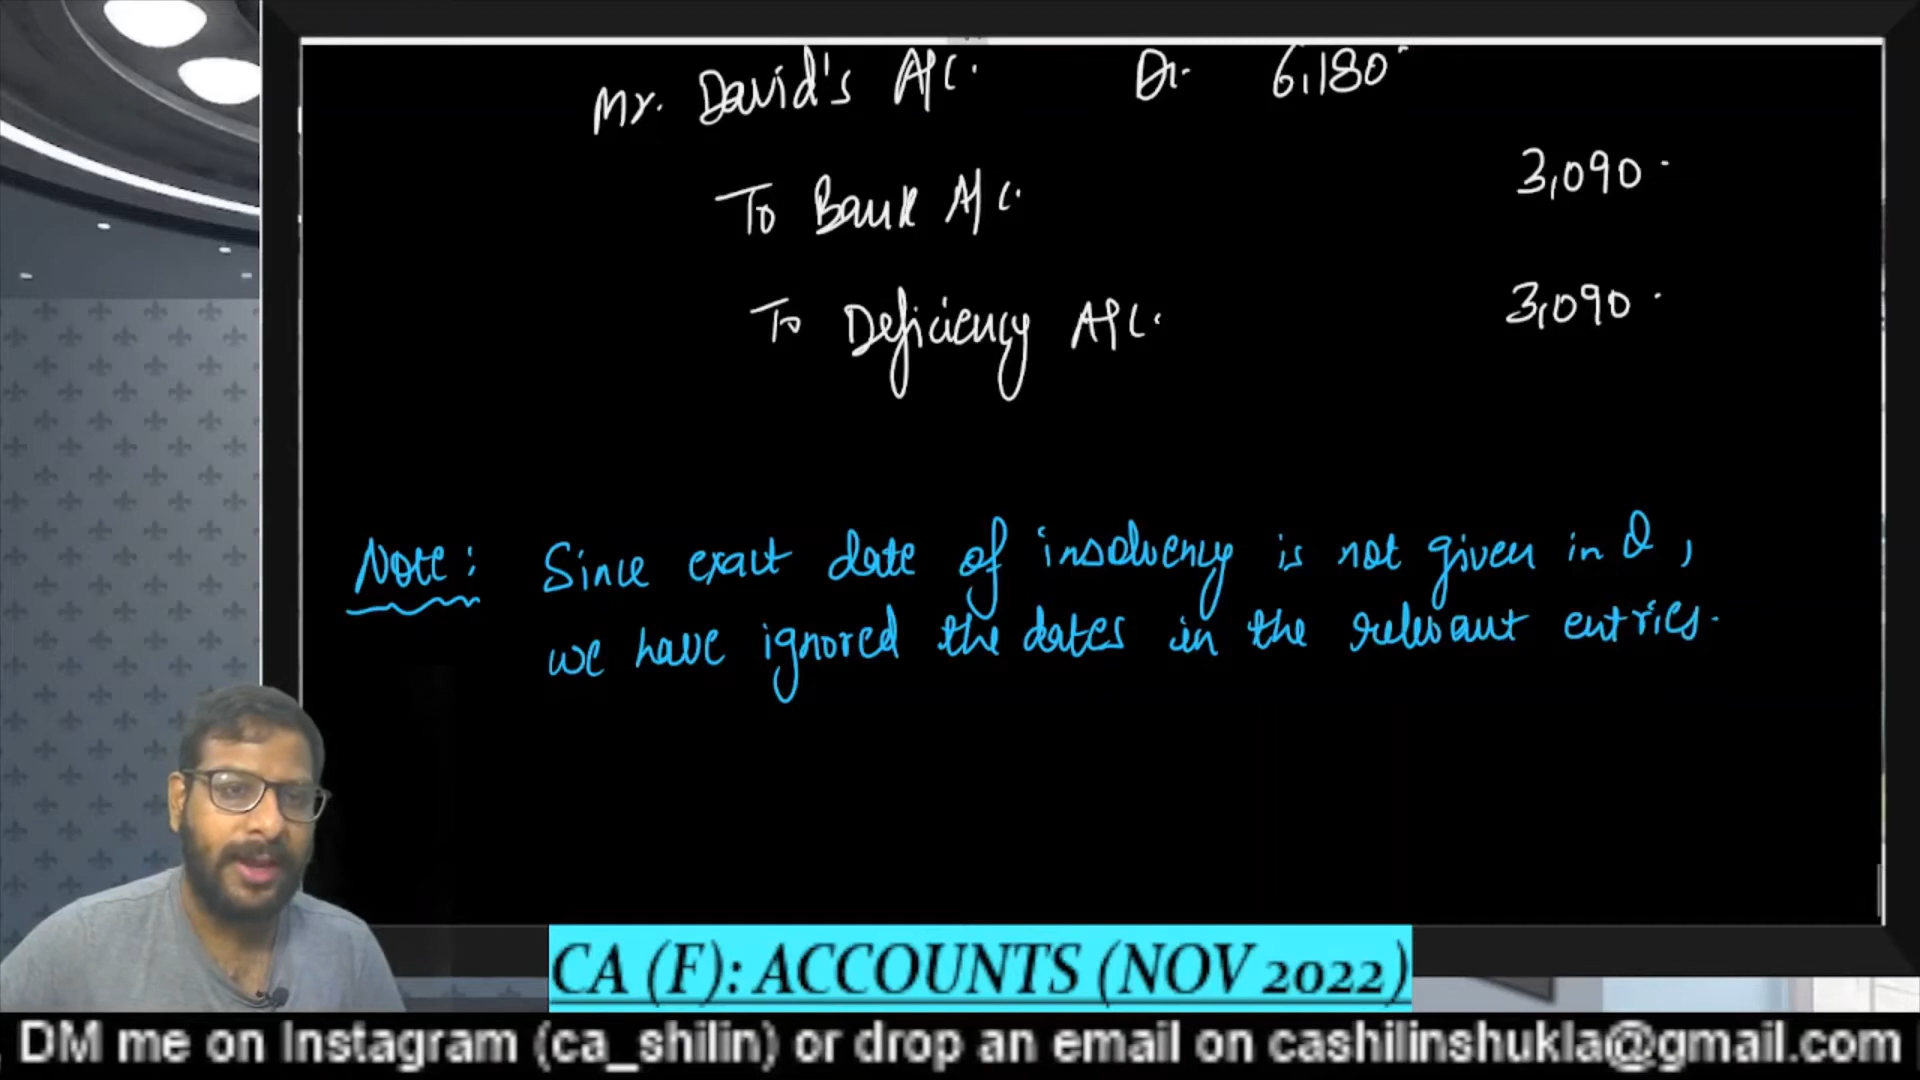 Mr. David's A/C. Dr. 6,180
To Bank A/C. 3,090
To Deficiency A/C. 3,090
Note: Since exact date of insolvency is not given in Q,
we have ignored the dates in the relevant entries.
CA (F): ACCOUNTS (NOV 2022)
DM me on Instagram (ca_shilin) or drop an email on cashilinshukla@gmail.com